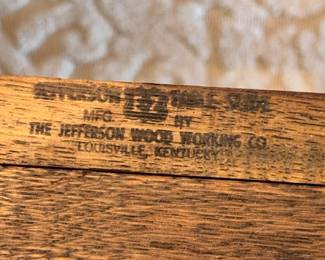 JEFFERSON TABLE SLIDE
MFG BY
THE JEFFERSON WOOD WORKING CO.
LOUISVILLE, KENTUCKY